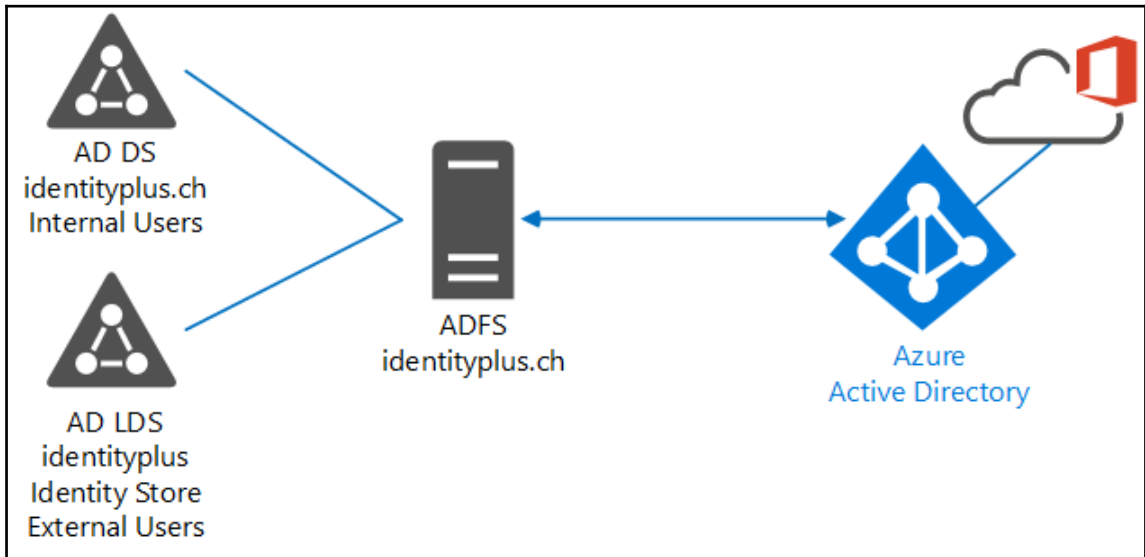 AD DS
identityplus.ch
Internal Users
ADFS
identityplus.ch
Azure
Active Directory
AD LDS
identityplus
Identity Store
External Users